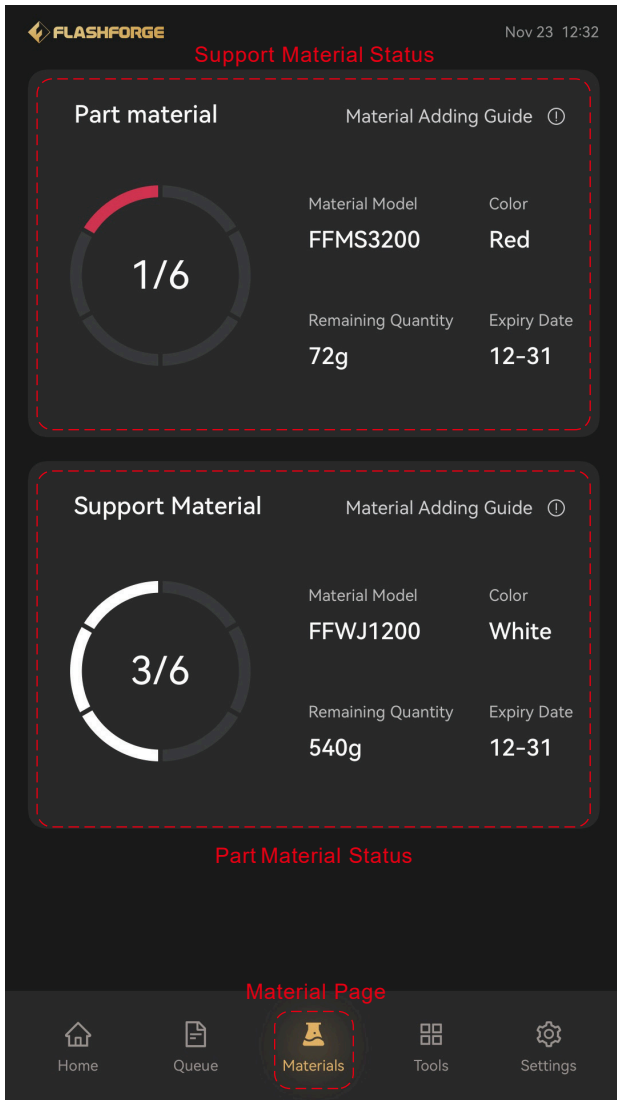 FLASHFORGE
Nov 23 12:32
Support Material Status
Part material
Material Adding Guide
Material Model
Color
FFMS3200
Red
1/6
Remaining Quantity
Expiry Date
72g
12-31
Support Material
Material Adding Guide
Material Model
Color
FFWJ1200
White
3/6
Remaining Quantity
Expiry Date
540g
12-31
Part Material Status
Material Page
Home
Queue
Materials
Tools
Settings